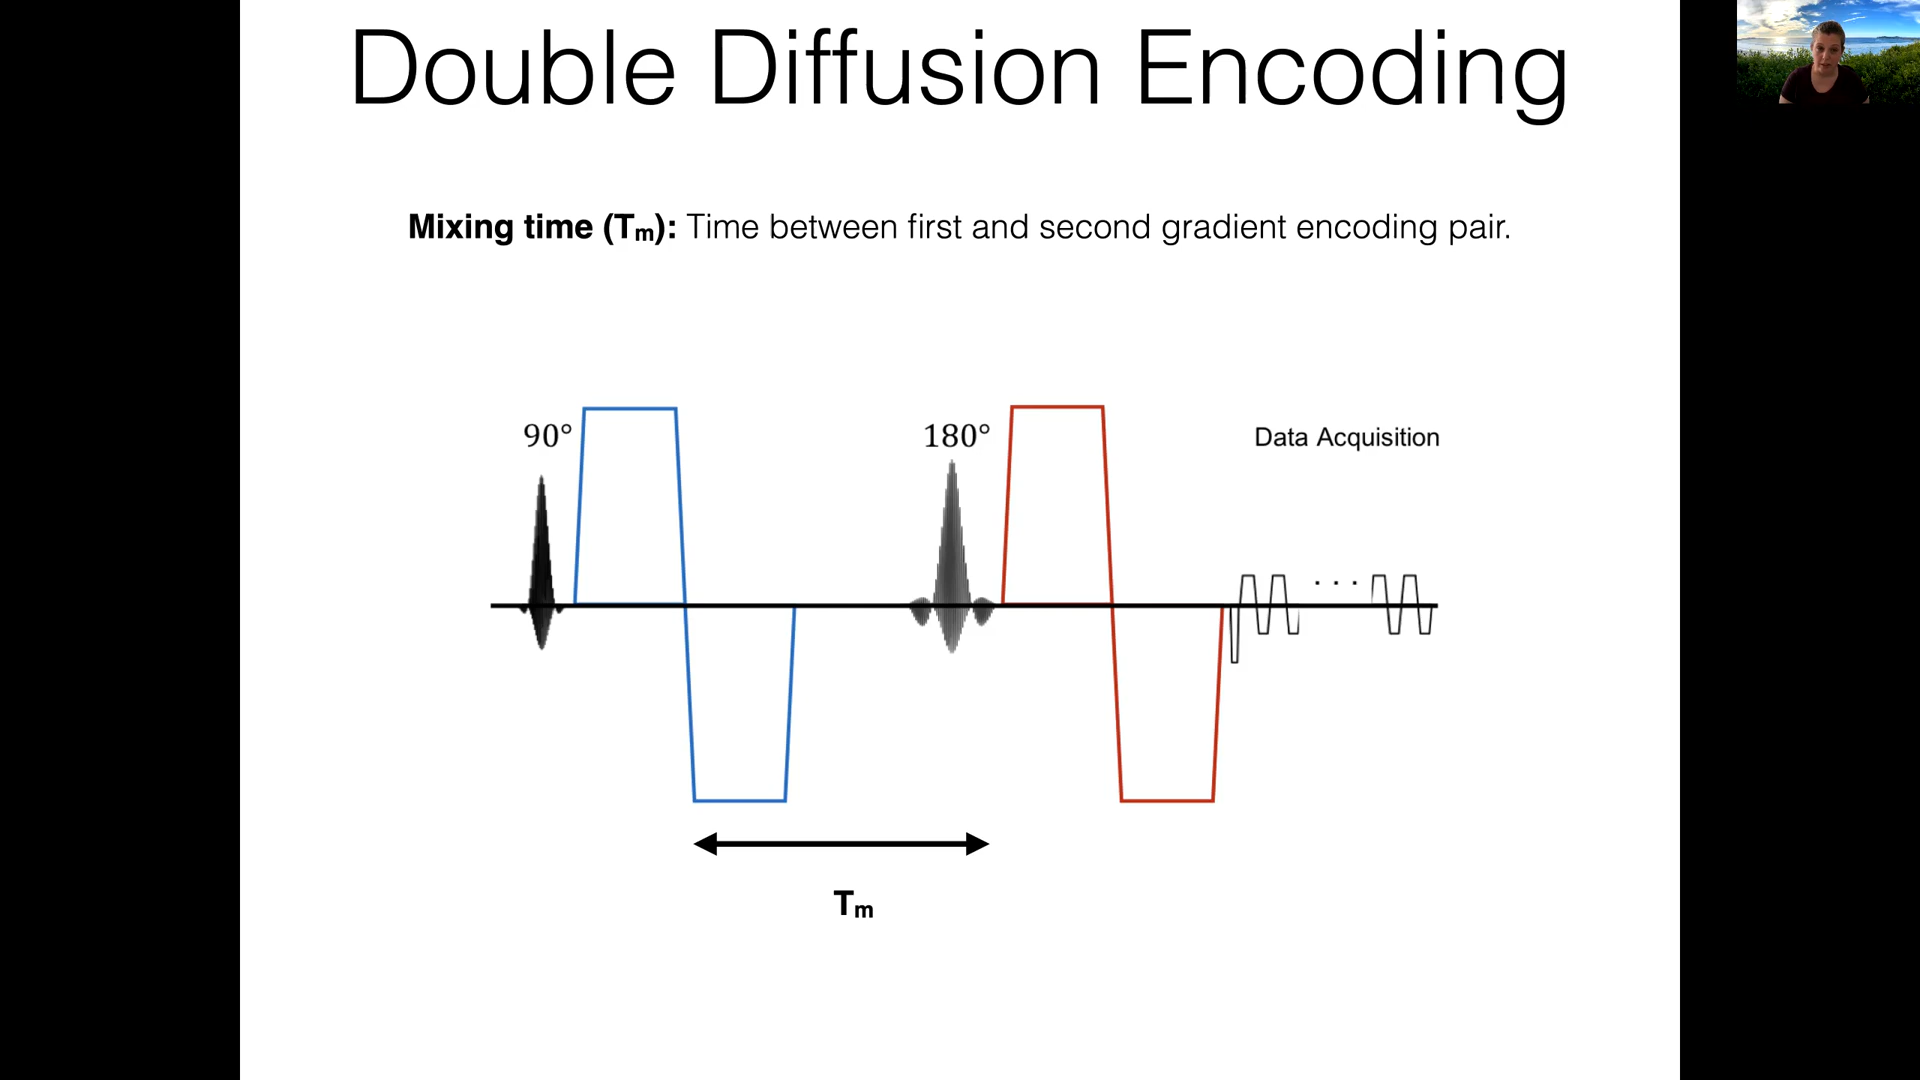 Double Diffusion Encoding
Mixing time (Tm): Time between first and second gradient encoding pair.
90°
180°
Data Acquisition
. . .
Tm